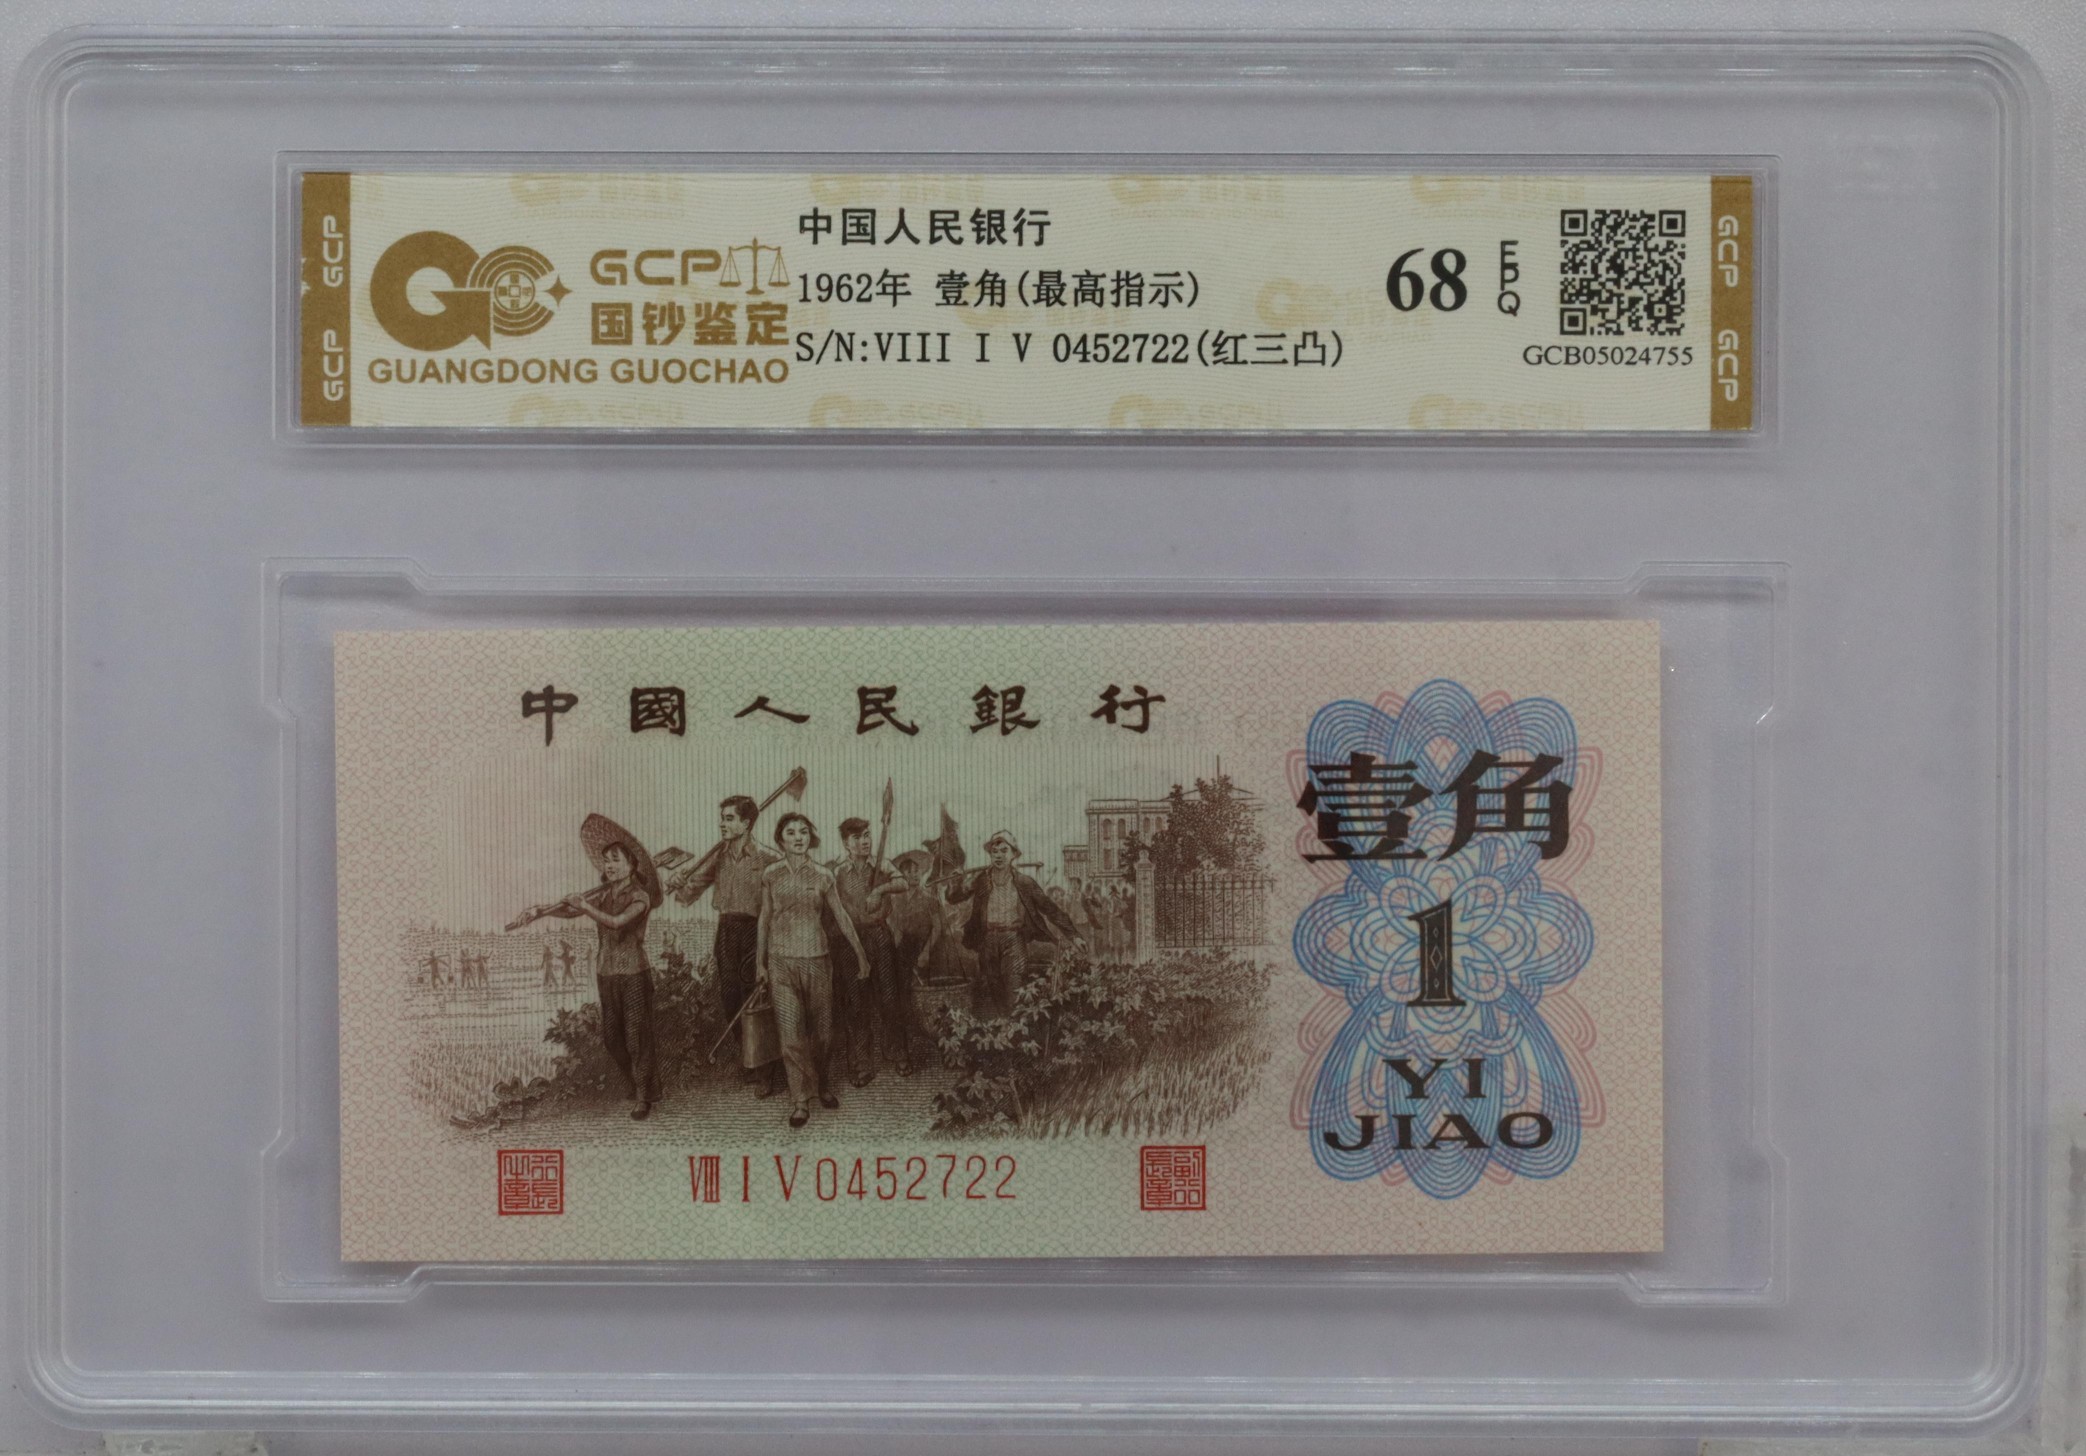 GCP GCP
GCP
国钞鉴定
GUANGDONG GUOCHAO
中国人民银行
1962年 壹角(最高指示)
S/N:VIII I V 0452722(红三凸)
68 EPQ
GCB05024755
GCP GCP
中國人民銀行
壹角
1
YI
JIAO
VIII I V 0452722